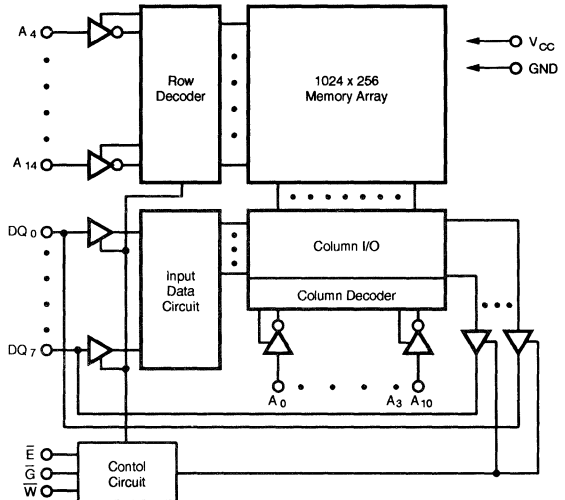 A 4
Row
Decoder
1024 x 256
Memory Array
V CC
GND
A 14
DQ 0
Input
Data
Circuit
Column I/O
Column Decoder
DQ 7
A 0
A 3
A 10
E
G
W
Contol
Circuit